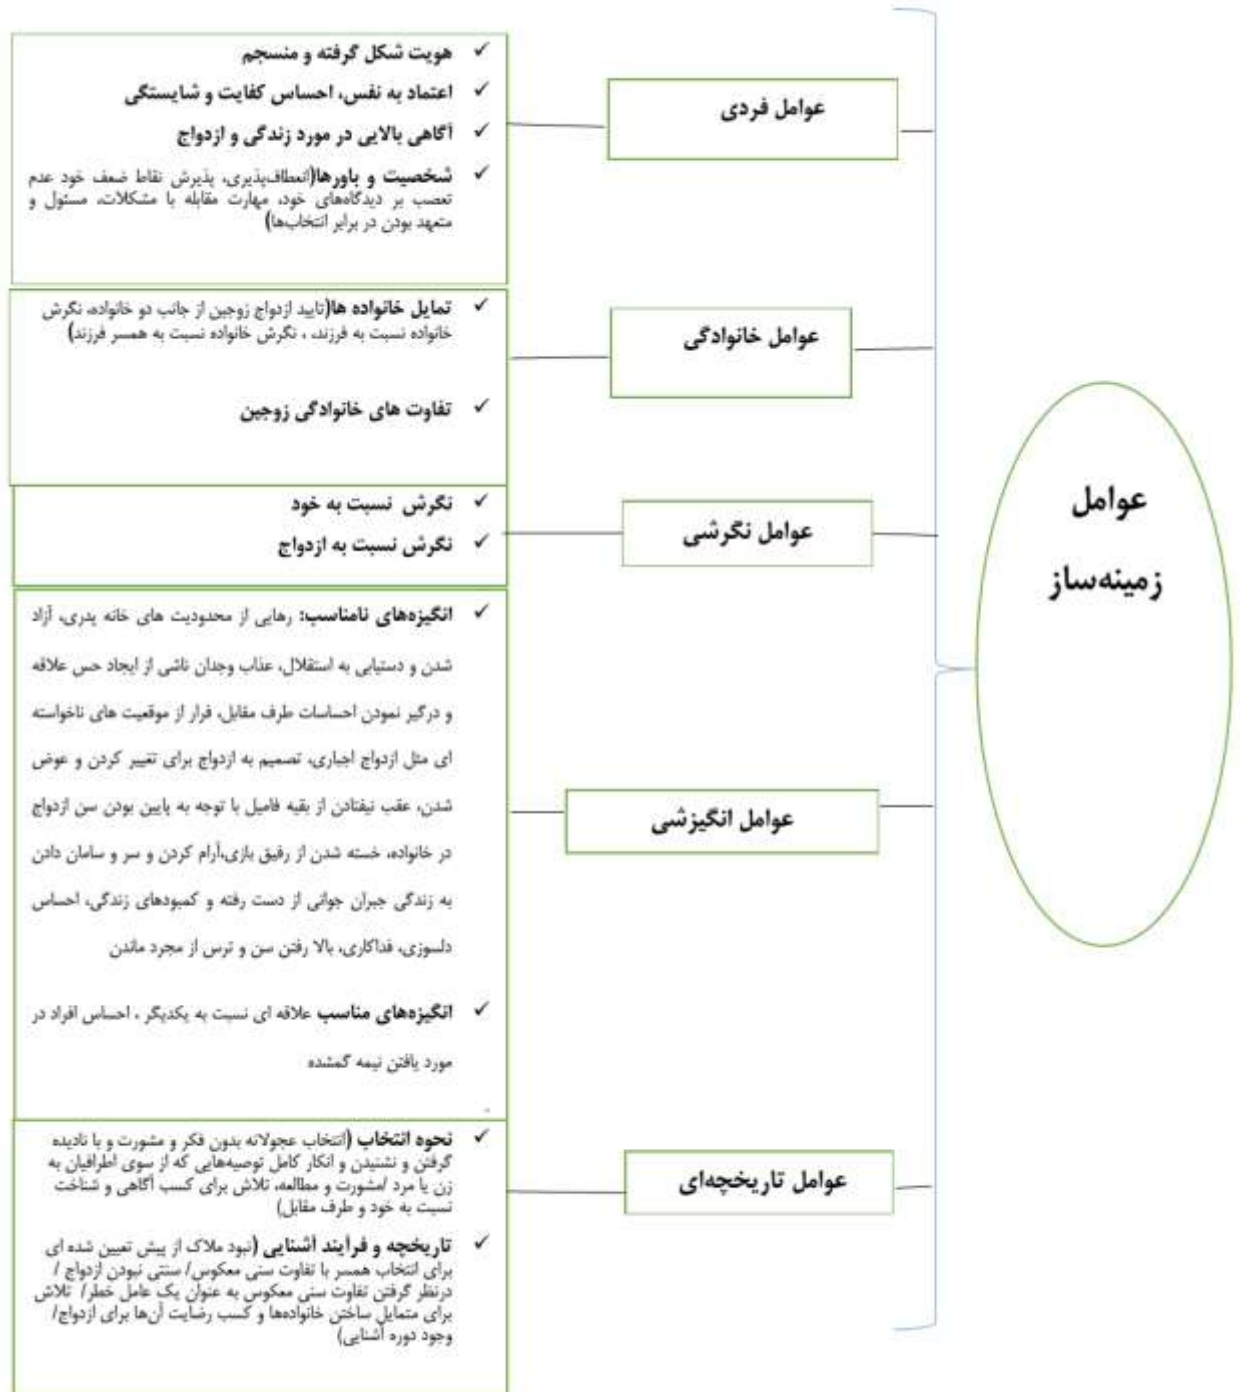 عوامل
زمینه‌ساز
عوامل فردی
✓ هویت شکل گرفته و منسجم
✓ اعتماد به نفس، احساس کفایت و شایستگی
✓ آگاهی بالایی در مورد زندگی و ازدواج
✓ شخصیت و باورها(انعطاف‌پذیری، پذیرش نقاط ضعف خود عدم
تعصب بر دیدگاه‌های خود، مهارت مقابله با مشکلات، مسئول و
متعهد بودن در برابر انتخاب‌ها)
عوامل خانوادگی
✓ تمایل خانواده ها(تایید ازدواج زوجین از جانب دو خانواده، نگرش
خانواده نسبت به فرزند، ، نگرش خانواده نسبت به همسر فرزند)
✓ تفاوت های خانوادگی زوجین
عوامل نگرشی
✓ نگرش نسبت به خود
✓ نگرش نسبت به ازدواج
عوامل انگیزشی
✓ انگیزه‌های نامناسب: رهایی از محدودیت های خانه پدری، آزاد
شدن و دستیابی به استقلال، عذاب وجدان ناشی از ایجاد حس علاقه
و درگیر نمودن احساسات طرف مقابل، فرار از موقعیت های ناخواسته
ای مثل ازدواج اجباری، تصمیم به ازدواج برای تغییر کردن و عوض
شدن، عقب نیفتادن از بقیه فامیل با توجه به پایین بودن سن ازدواج
در خانواده، خسته شدن از رفیق بازی،آرام کردن و سر و سامان دادن
به زندگی جبران جوانی از دست رفته و کمبودهای زندگی، احساس
دلسوزی، فداکاری، بالا رفتن سن و ترس از مجرد ماندن
✓ انگیزه‌های مناسب علاقه ای نسبت به یکدیگر ، احساس افراد در
مورد یافتن نیمه گمشده
.
عوامل تاریخچه‌ای
✓ نحوه انتخاب (انتخاب عجولانه بدون فکر و مشورت و با نادیده
گرفتن و نشنیدن و انکار کامل توصیه‌هایی که از سوی اطرافیان به
زن یا مرد /مشورت و مطالعه، تلاش برای کسب آگاهی و شناخت
نسبت به خود و طرف مقابل)
✓ تاریخچه و فرآیند آشنایی (نبود ملاک از پیش تعیین شده ای
برای انتخاب همسر با تفاوت سنی معکوس/ سنتی نبودن ازدواج /
درنظر گرفتن تفاوت سنی معکوس به عنوان یک عامل خطر/ تلاش
برای متمایل ساختن خانواده‌ها و کسب رضایت آن‌ها برای ازدواج/
وجود دوره آشنایی)